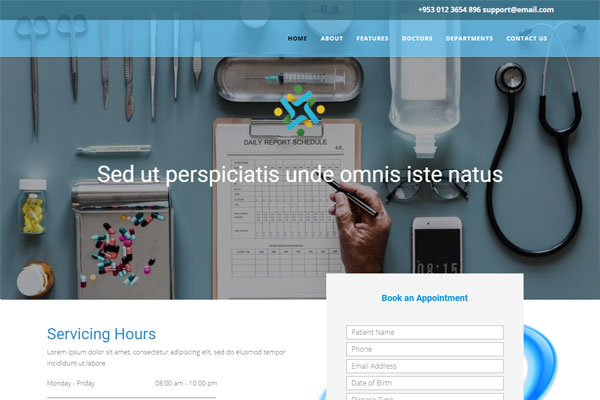 +953 012 3654 896 support@email.com
HOME ABOUT FEATURES DOCTORS DEPARTMENTS CONTACT US
DAILY REPORT SCHEDULE
Sed ut perspiciatis unde omnis iste natus
08:15
Book an Appointment
Patient Name
Phone
Email Address
Date of Birth
Disease Type
Servicing Hours
Lorem ipsum dolor sit amet, consectetur adipiscing elit, sed do eiusmod tempor
incididunt ut labore
Monday - Friday 08:00 am - 10:00 pm